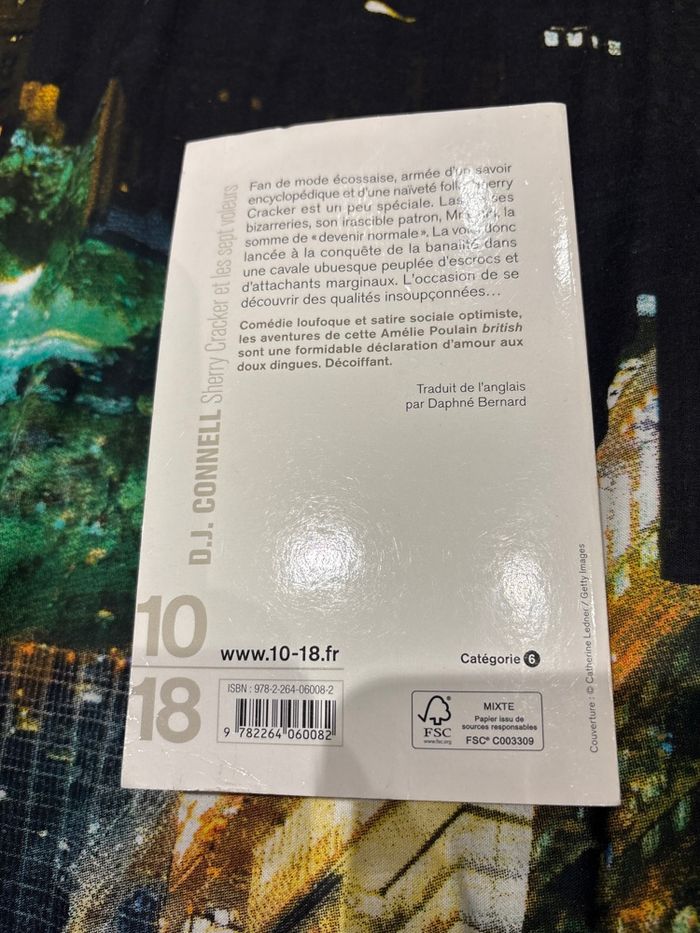 D.J. CONNELL Sherry Cracker et les sept voleurs
Fan de mode écossaise, armée d'un savoir
encyclopédique et d'une naïveté
Cracker est un peu spéciale.
bizarreries, son irascible patron, la
somme de « devenir normale ». La donc
lancée à la conquête de la banalité dans
une cavale ubuesque peuplée d'escrocs et
d'attachants marginaux. L'occasion de se
découvrir des qualités insoupçonnées...
Comédie loufoque et satire sociale optimiste,
les aventures de cette Amélie Poulain british
sont une formidable déclaration d'amour aux
doux dingues. Décoiffant.
Traduit de l'anglais
par Daphné Bernard
10
18
www.10-18.fr
Catégorie 6
ISBN : 978-2-264-06008-2
9 782264 060082
FSC
www.fsc.org
MIXTE
Papier issu de
sources responsables
FSC® C003309
Couverture : © Catherine Ledner / Getty Images